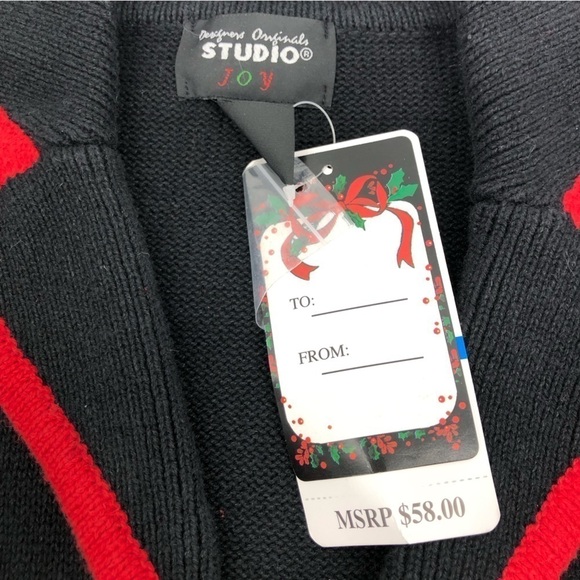 Designers Originals
STUDIO®
JOY
TO:
FROM:
MSRP $58.00